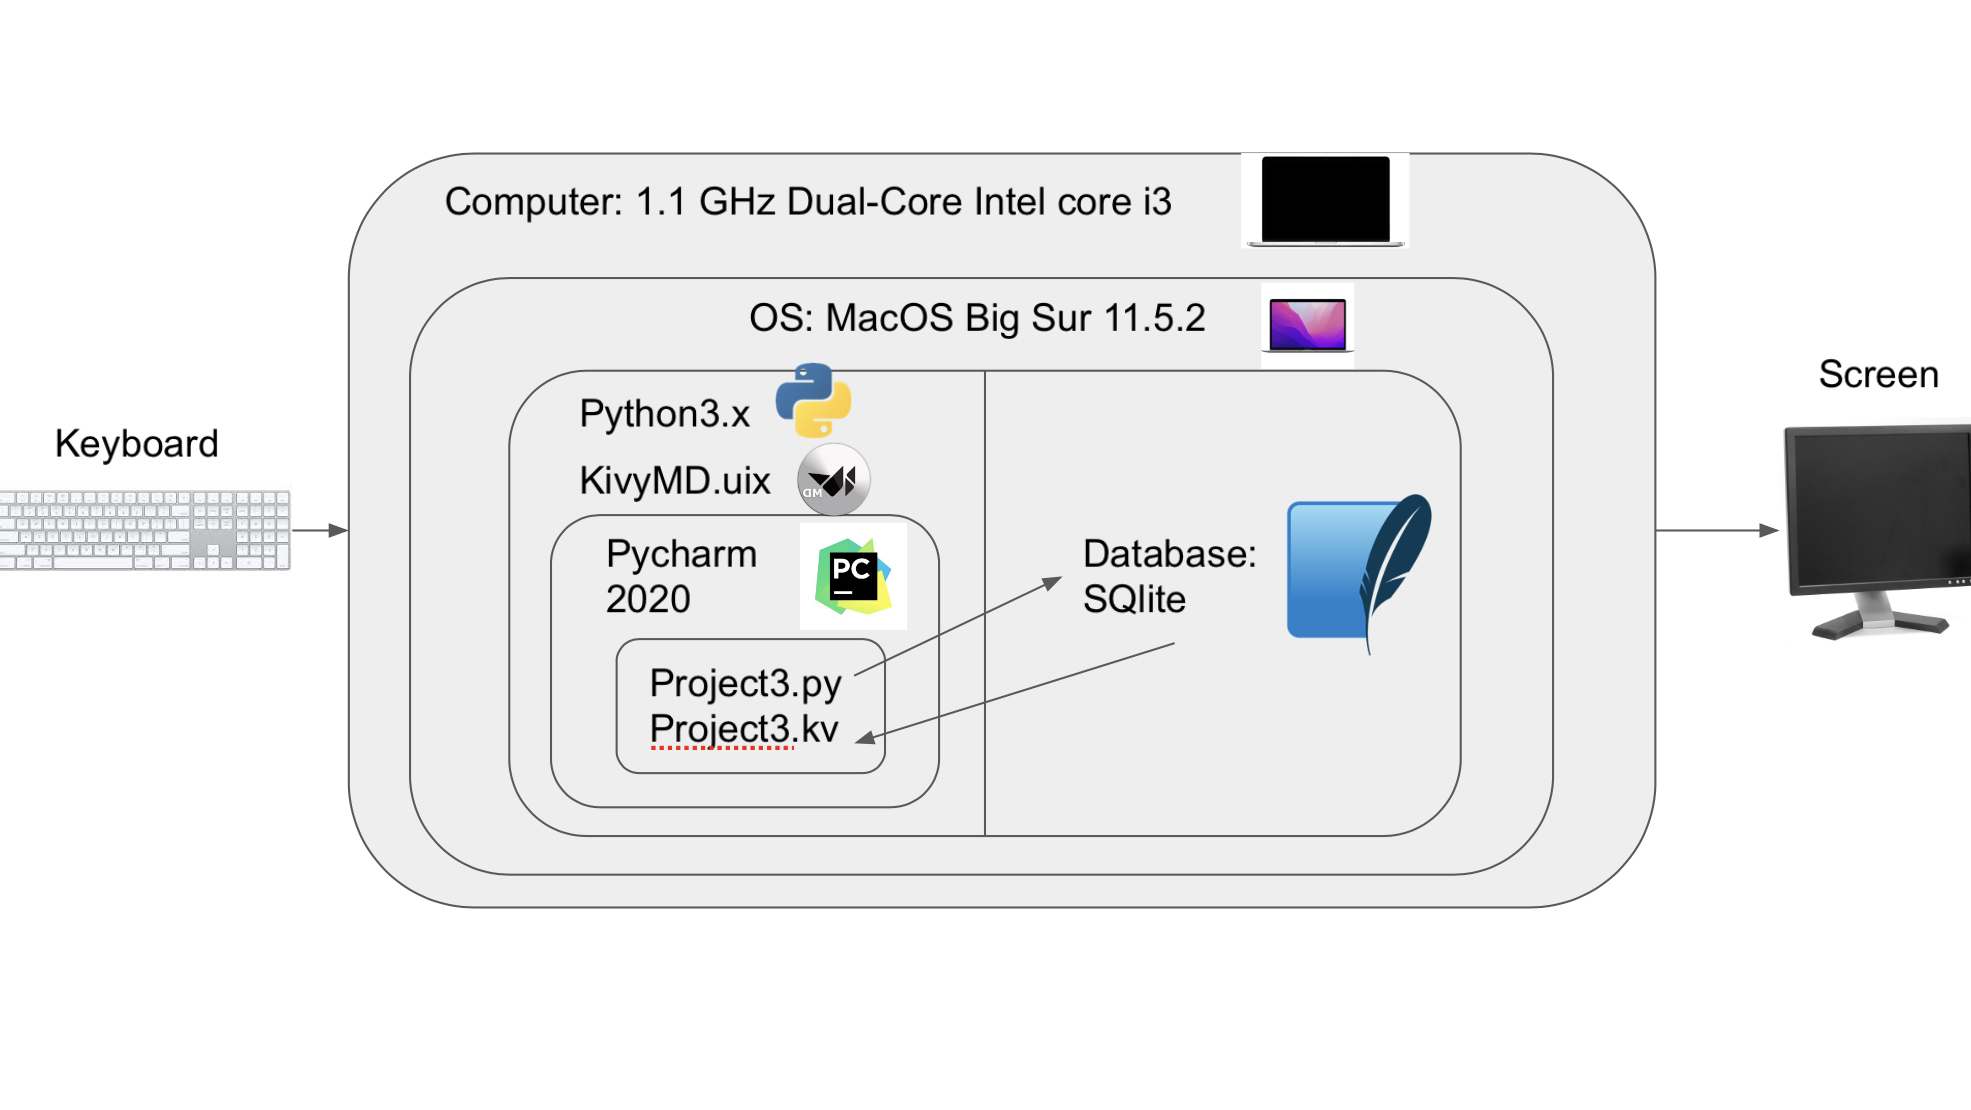 Computer: 1.1 GHz Dual-Core Intel core i3
OS: MacOS Big Sur 11.5.2
Screen
Python3.x
Keyboard
KivyMD.uix
MD
Pycharm
2020
PC
Database:
SQlite
Project3.py
Project3.kv